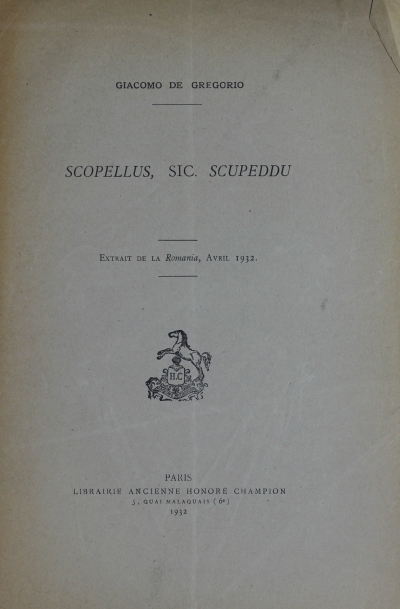 GIACOMO DE GREGORIO
SCOPELLUS, SIC. SCUPEDDU
EXTRAIT DE LA Romania, AVRIL 1932.
H.C
PARIS
LIBRAIRIE ANCIENNE HONORE CHAMPION
5, QUAI MALAQUAIS (6e)
1932